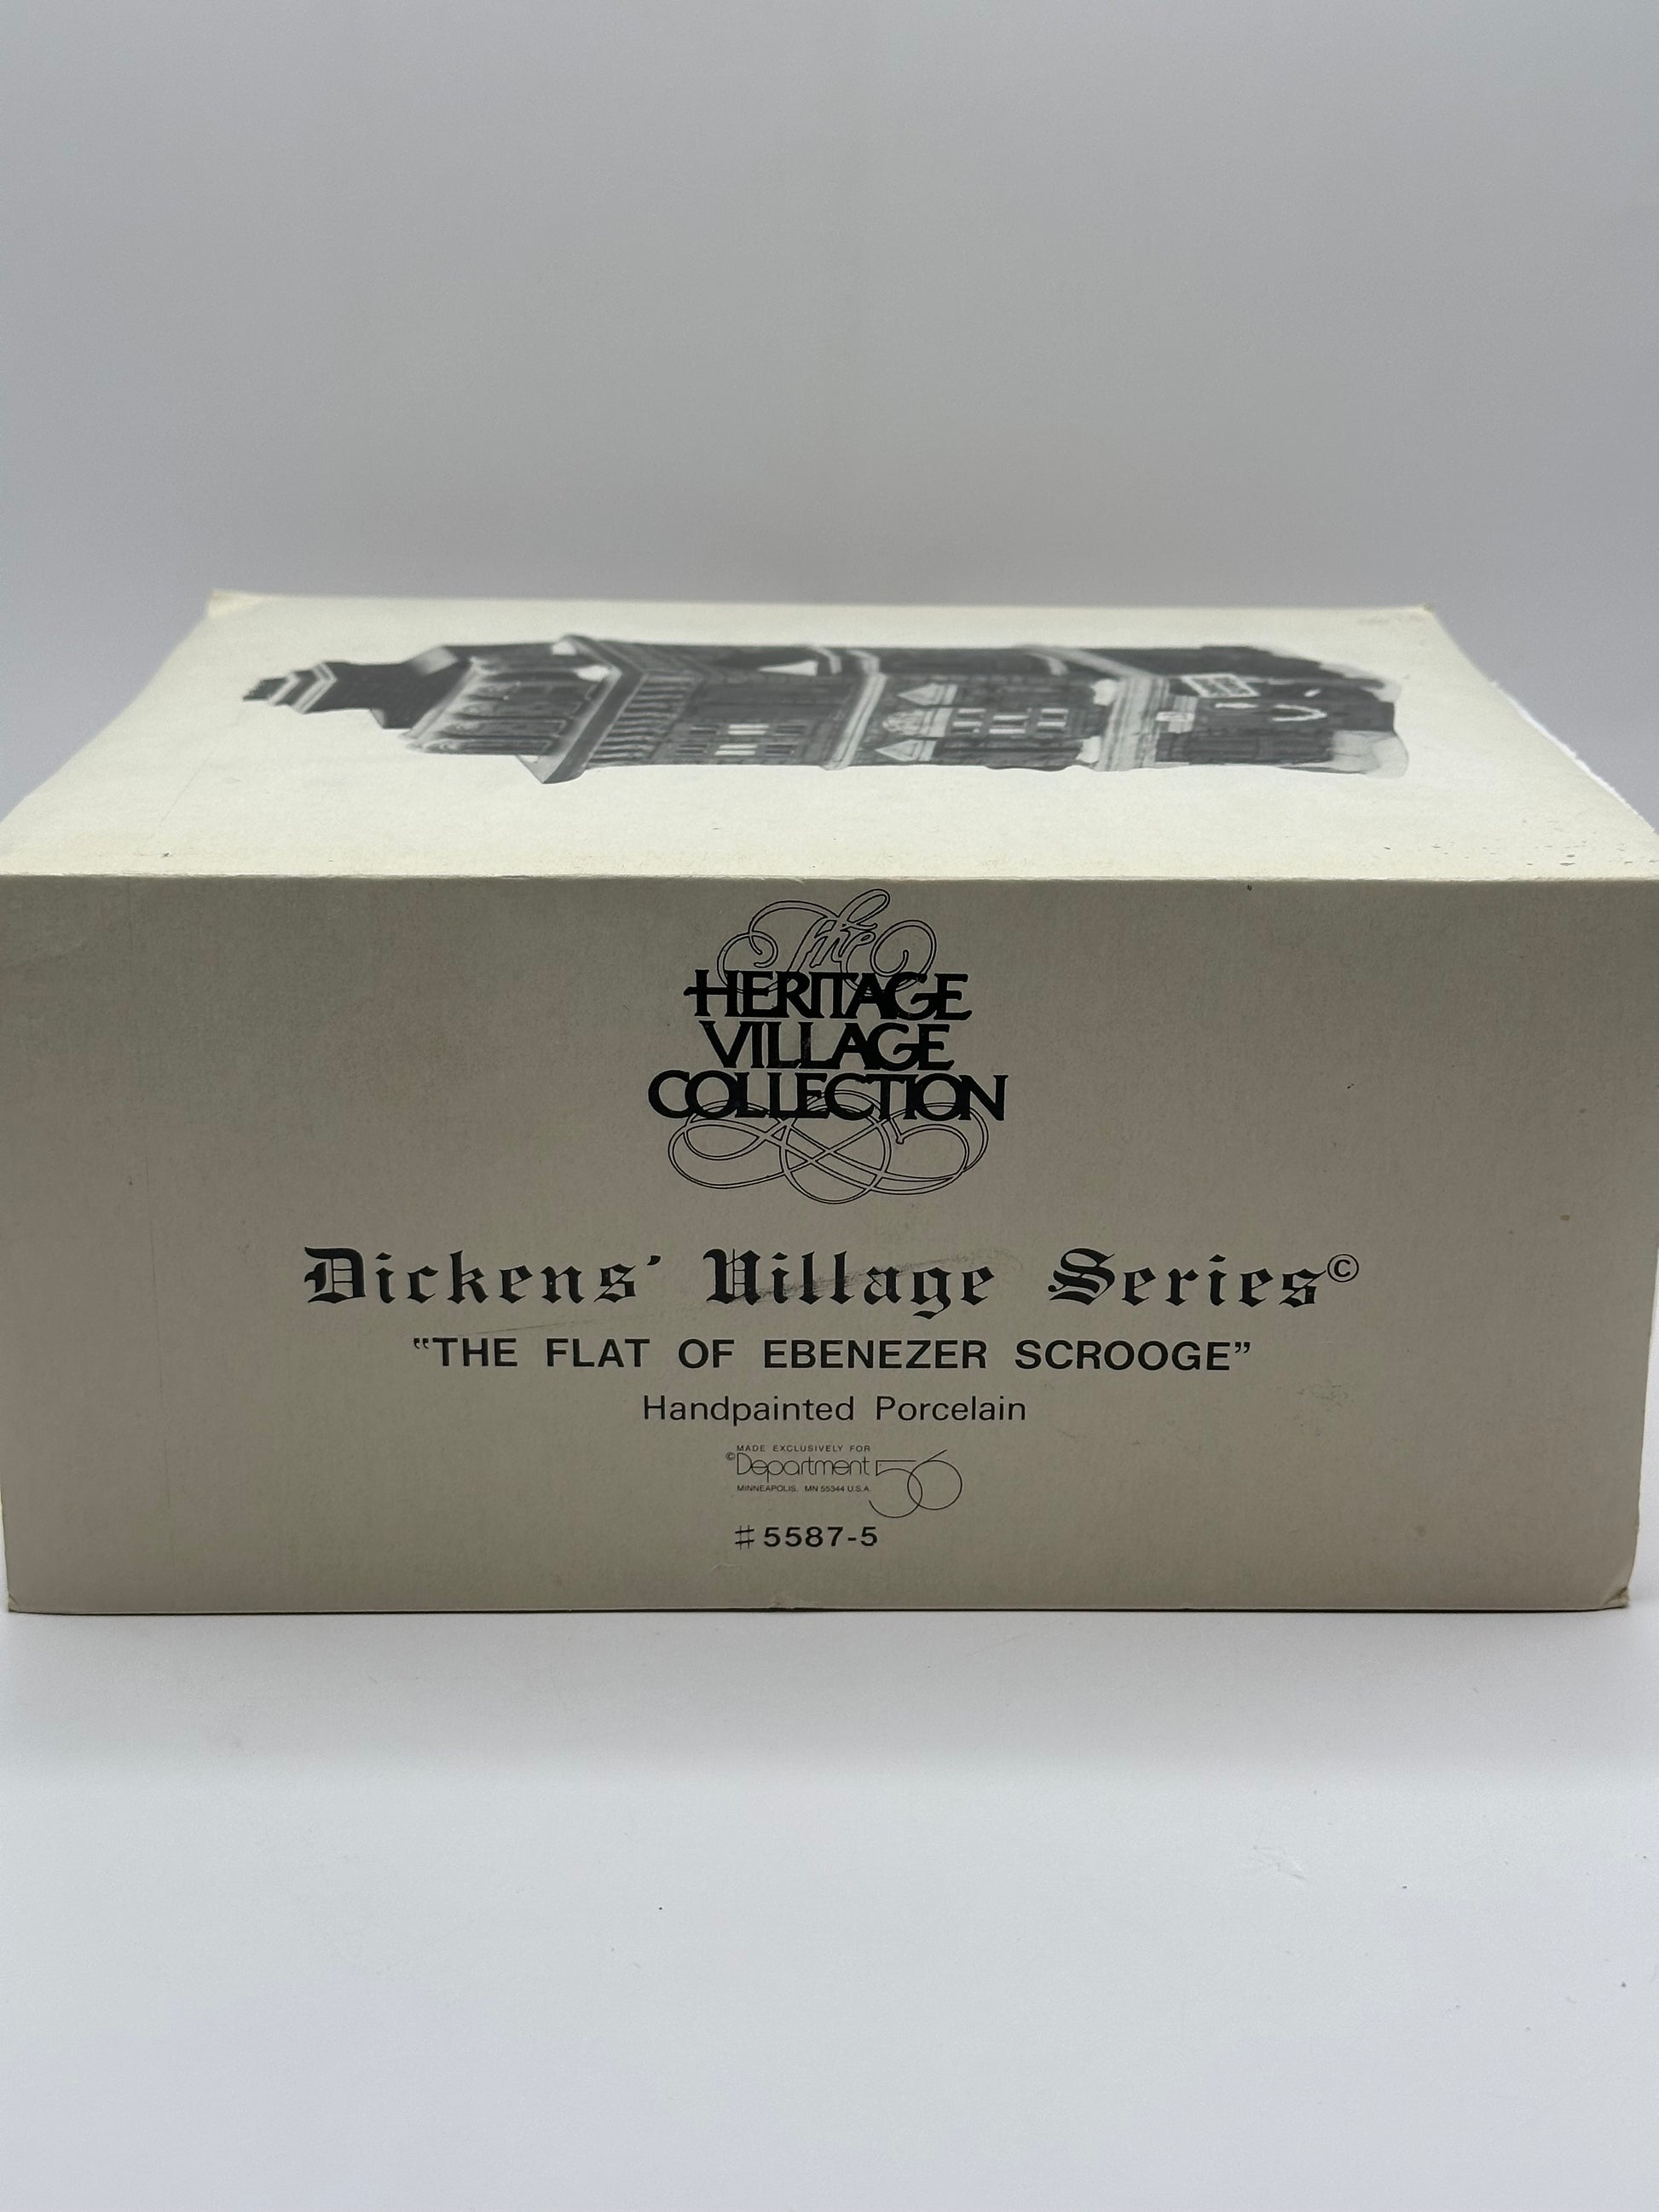 The
HERITAGE
VILLAGE
COLLECTION
Dickens' Village Series©
"THE FLAT OF EBENEZER SCROOGE"
Handpainted Porcelain
MADE EXCLUSIVELY FOR
©Department 56
MINNEAPOLIS, MN 55344 U.S.A.
#5587-5